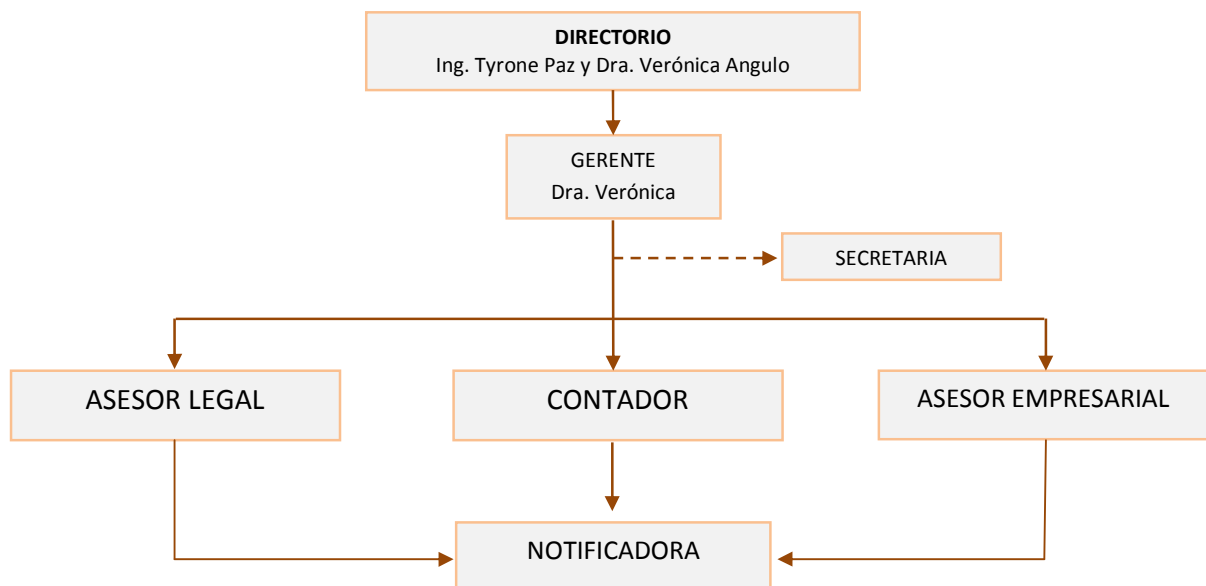 DIRECTORIO
Ing. Tyrone Paz y Dra. Verónica Angulo
GERENTE
Dra. Verónica
SECRETARIA
ASESOR LEGAL
CONTADOR
ASESOR EMPRESARIAL
NOTIFICADORA